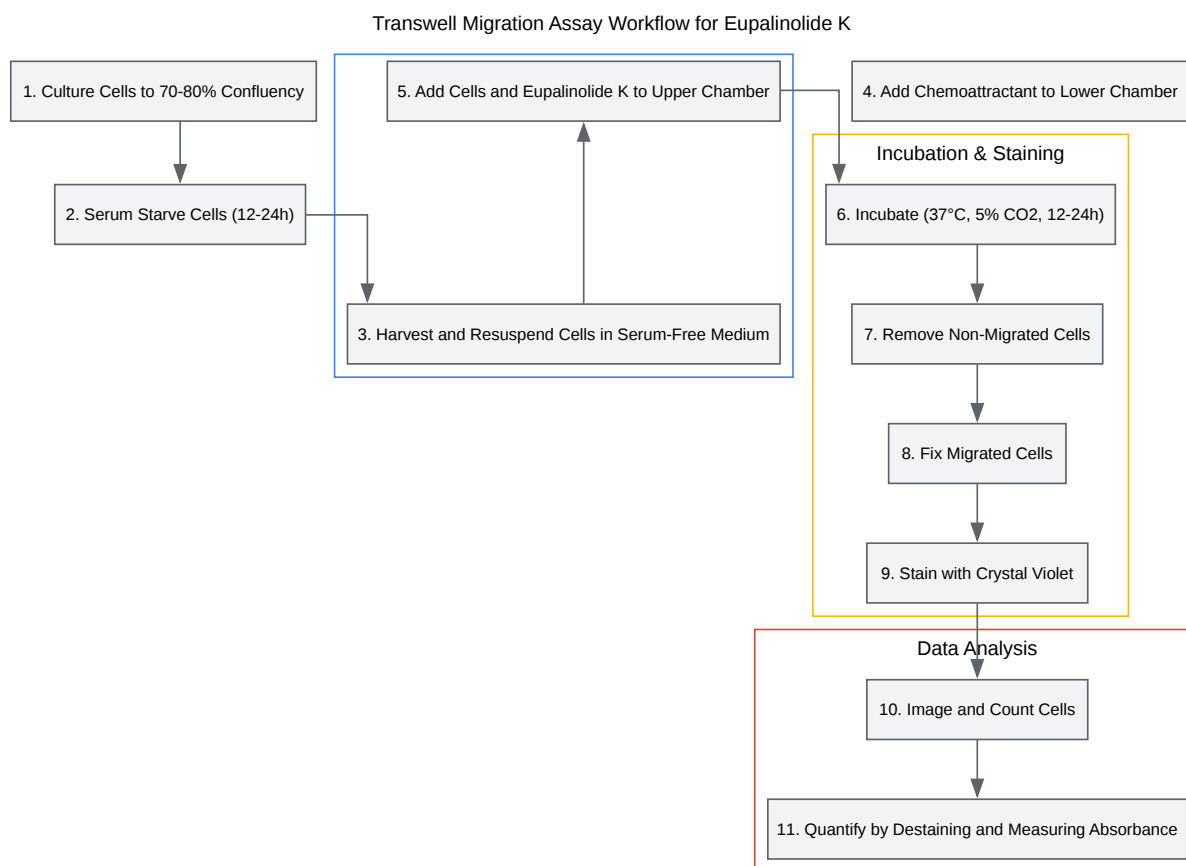 Transwell Migration Assay Workflow for Eupalinolide K
1. Culture Cells to 70-80% Confluency
5. Add Cells and Eupalinolide K to Upper Chamber
4. Add Chemoattractant to Lower Chamber
Incubation & Staining
2. Serum Starve Cells (12-24h)
6. Incubate (37°C, 5% CO2, 12-24h)
3. Harvest and Resuspend Cells in Serum-Free Medium
7. Remove Non-Migrated Cells
8. Fix Migrated Cells
9. Stain with Crystal Violet
Data Analysis
10. Image and Count Cells
11. Quantify by Destaining and Measuring Absorbance